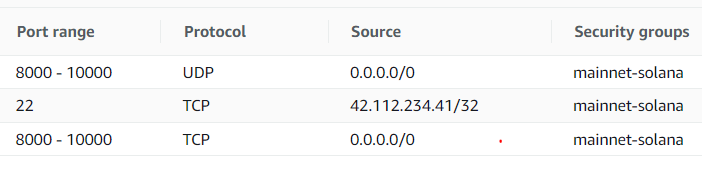 Port range Protocol Source Security groups
8000 - 10000 UDP 0.0.0.0/0 mainnet-solana
22 TCP 42.112.234.41/32 mainnet-solana
8000 - 10000 TCP 0.0.0.0/0 mainnet-solana